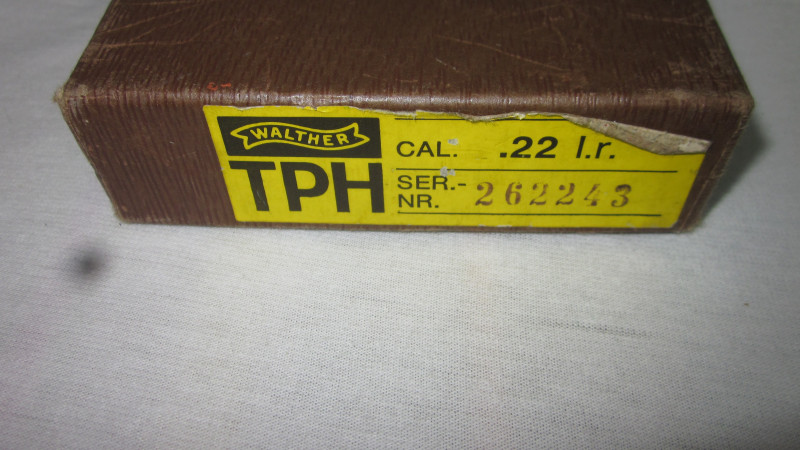 WALTHER
TPH
CAL. .22 l.r.
SER.-
NR. 262243